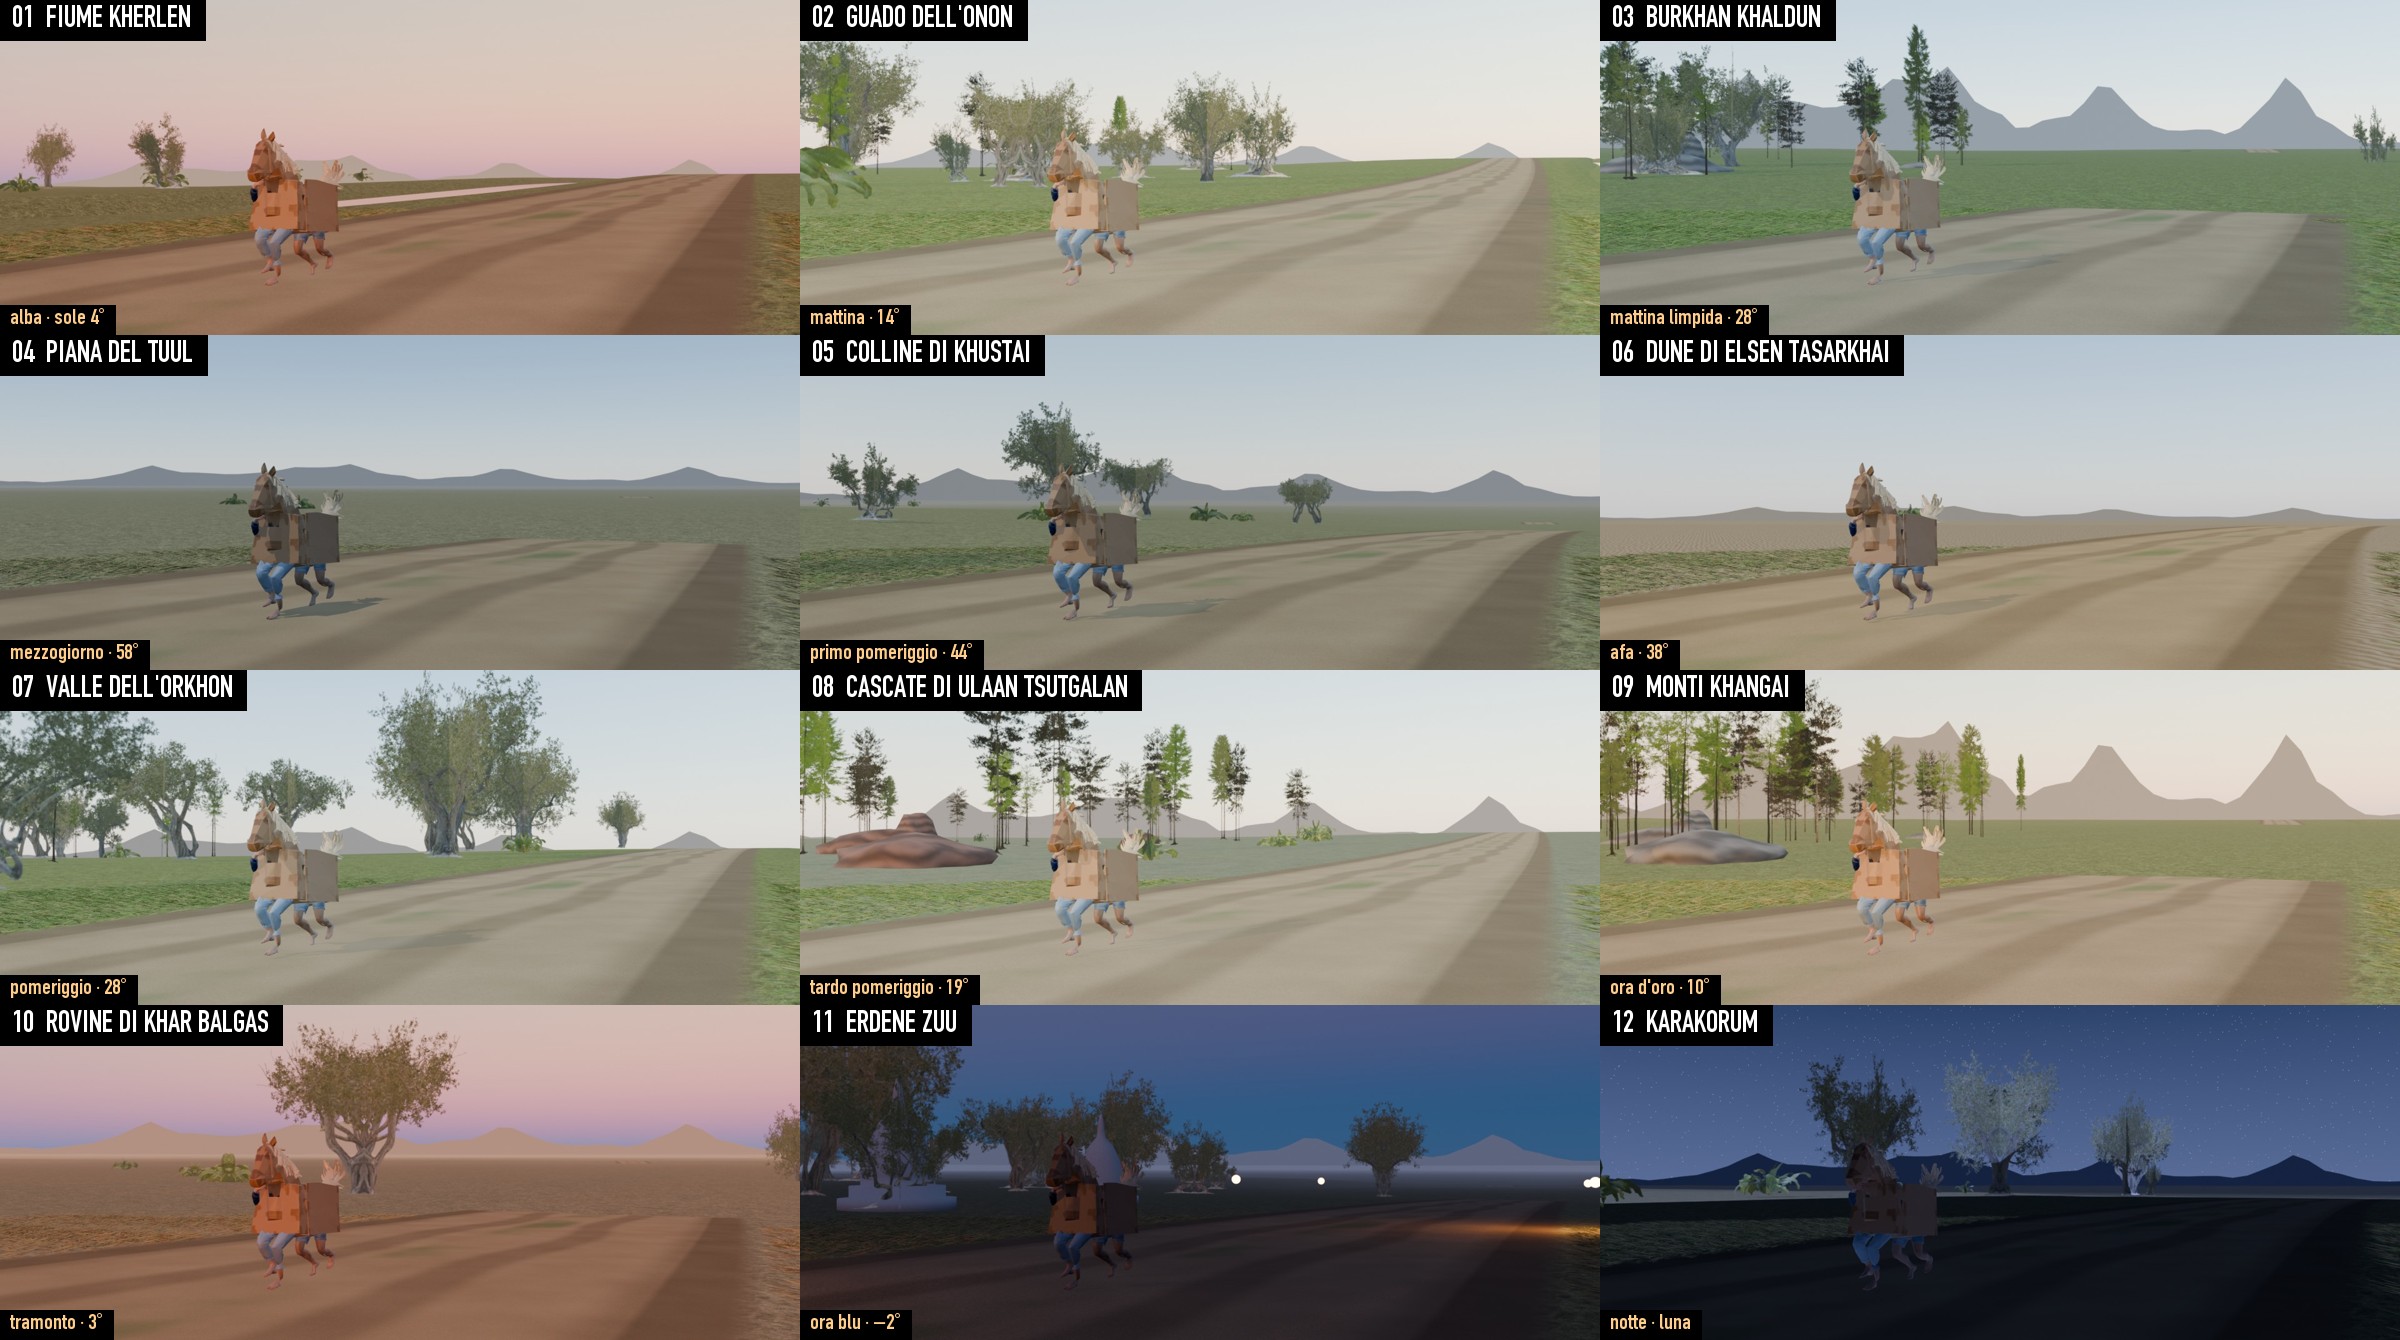 01 FIUME KHERLEN
alba · sole 4°
02 GUADO DELL'ONON
mattina · 14°
03 BURKHAN KHALDUN
mattina limpida · 28°
04 PIANA DEL TUUL
mezzogiorno · 58°
05 COLLINE DI KHUSTAI
primo pomeriggio · 44°
06 DUNE DI ELSEN TASARKHAI
afa · 38°
07 VALLE DELL'ORKHON
pomeriggio · 28°
08 CASCATE DI ULAAN TSUTGALAN
tardo pomeriggio · 19°
09 MONTI KHANGAI
ora d'oro · 10°
10 ROVINE DI KHAR BALGAS
tramonto · 3°
11 ERDENE ZUU
ora blu · −2°
12 KARAKORUM
notte · luna